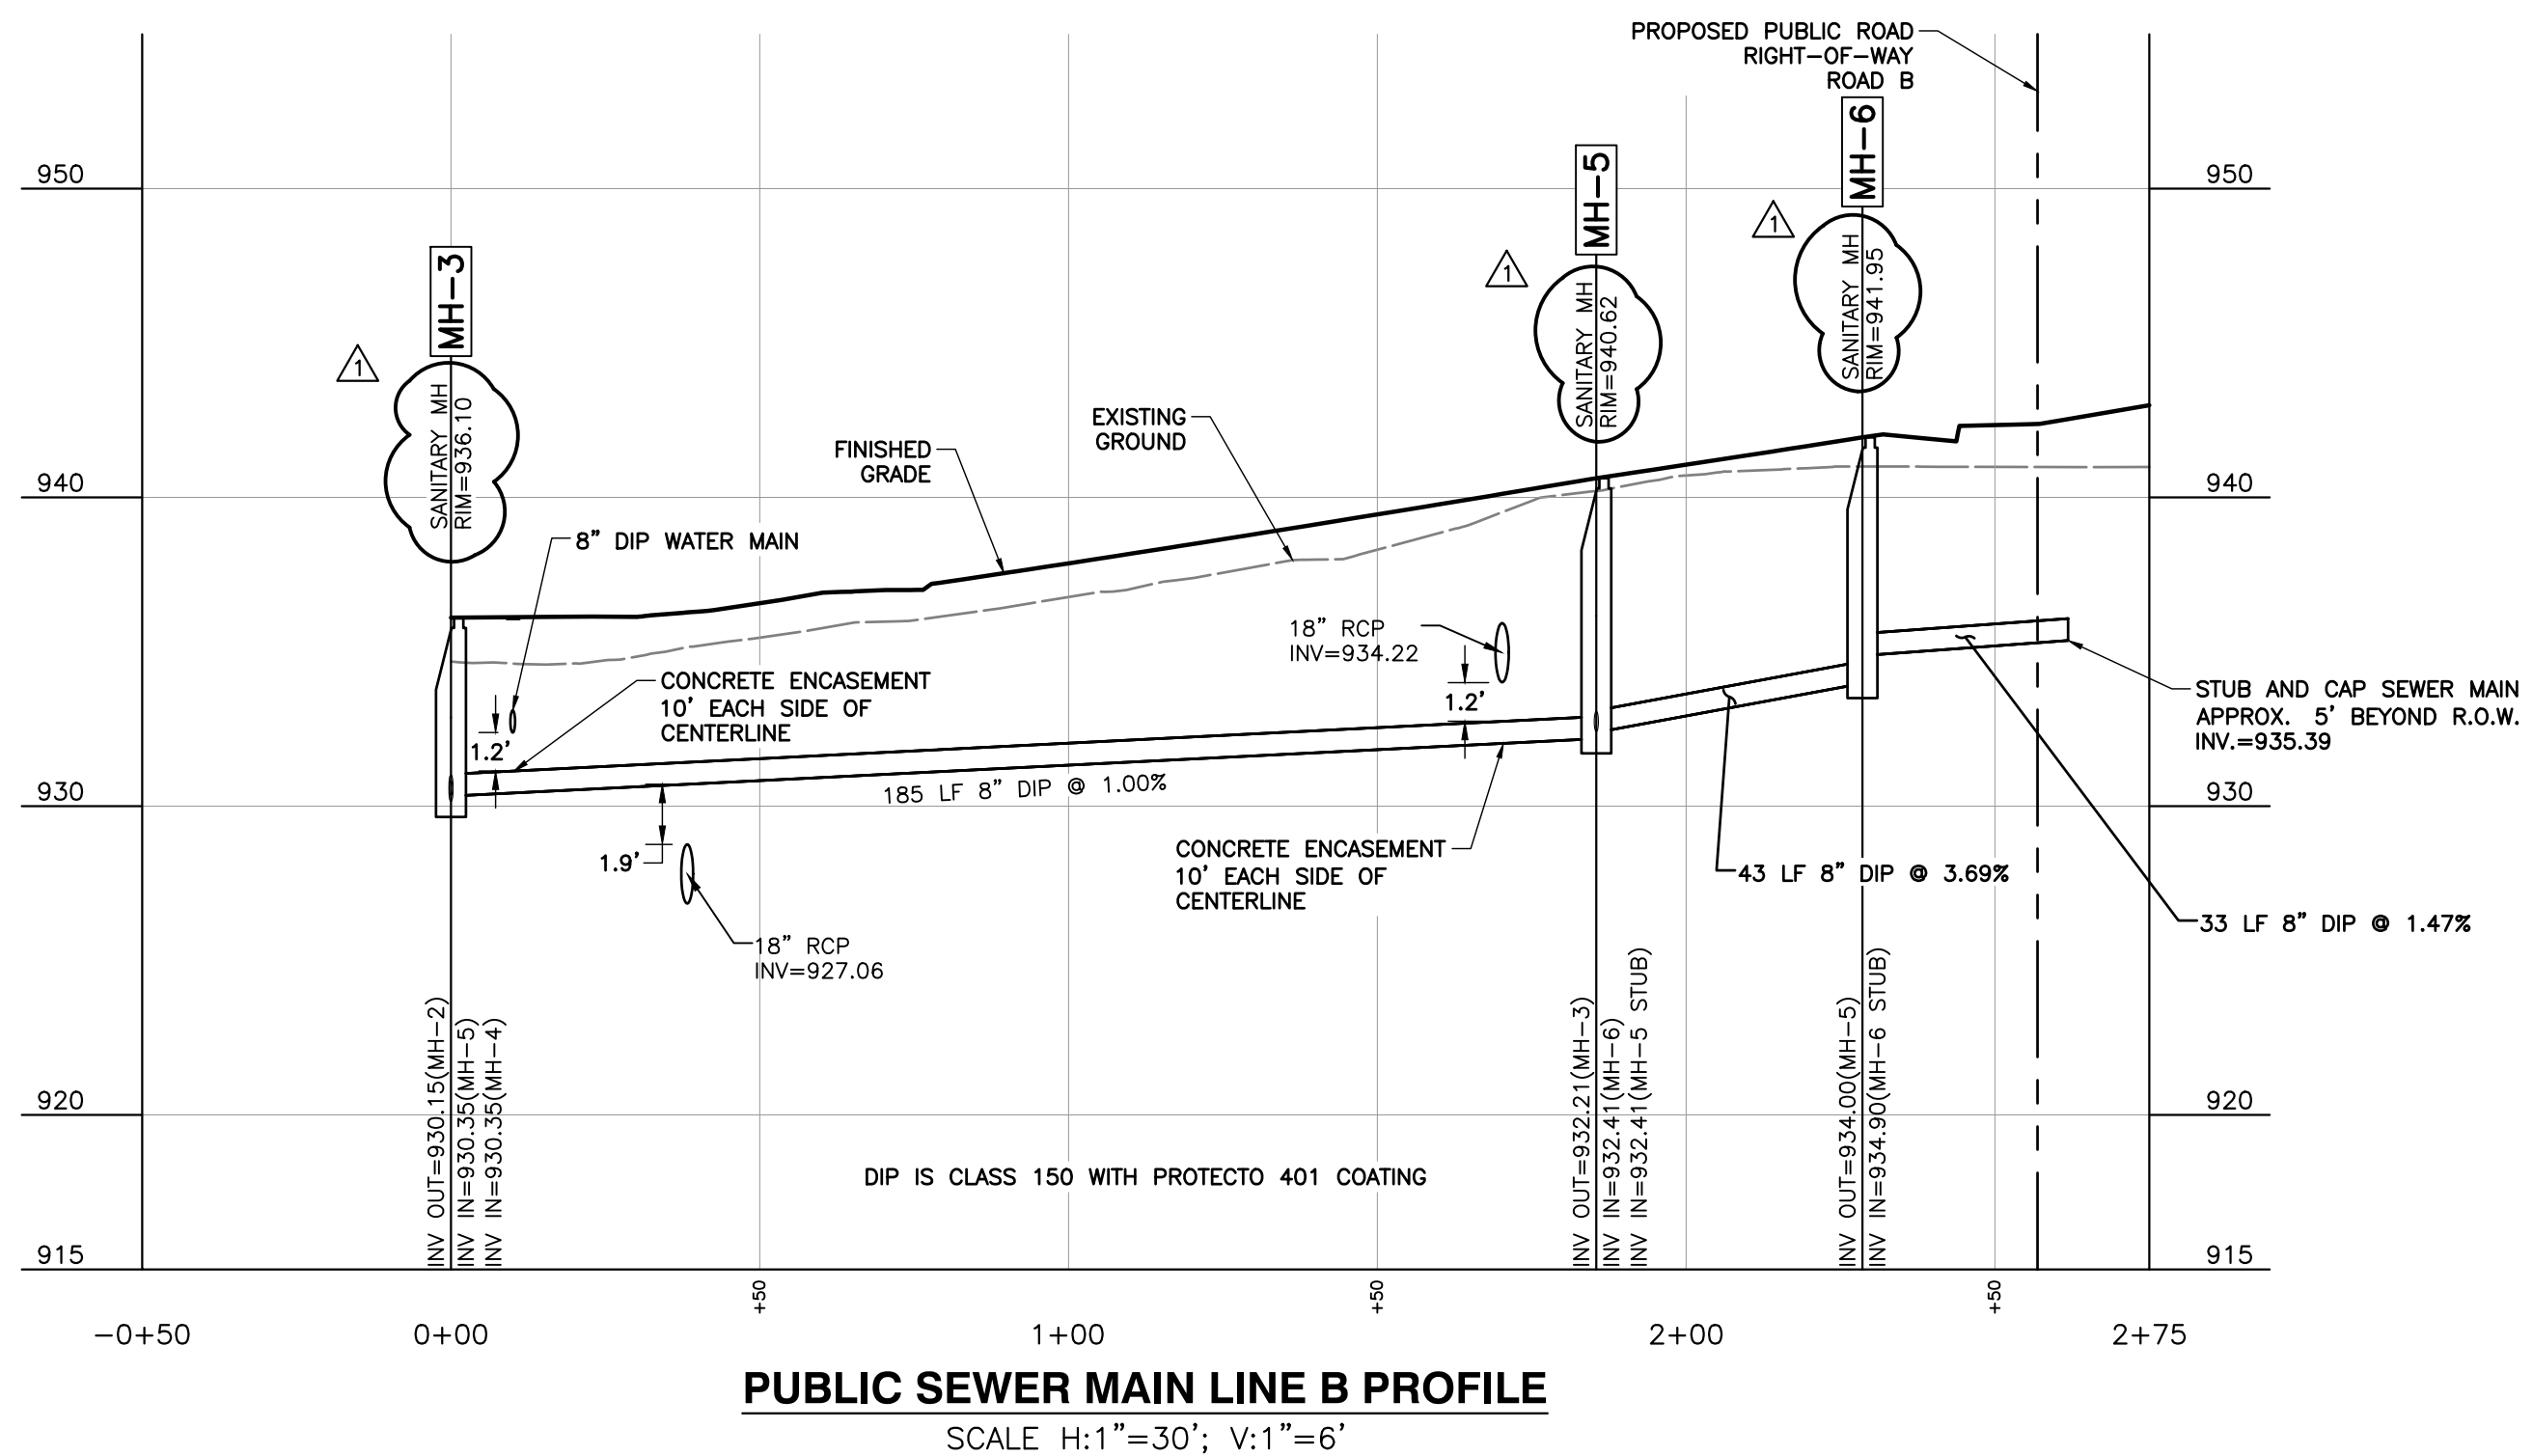 PROPOSED PUBLIC ROAD
RIGHT-OF-WAY
ROAD B
950
950
MH-3
MH-5
MH-6
1
1
1
SANITARY MH
RIM=936.10
SANITARY MH
RIM=940.62
SANITARY MH
RIM=941.95
EXISTING
GROUND
FINISHED
GRADE
940
940
8" DIP WATER MAIN
18" RCP
INV=934.22
1.2'
CONCRETE ENCASEMENT
10' EACH SIDE OF
CENTERLINE
1.2'
STUB AND CAP SEWER MAIN
APPROX. 5' BEYOND R.O.W.
INV.=935.39
930
930
185 LF 8" DIP @ 1.00%
1.9'
CONCRETE ENCASEMENT
10' EACH SIDE OF
CENTERLINE
43 LF 8" DIP @ 3.69%
33 LF 8" DIP @ 1.47%
18" RCP
INV=927.06
INV OUT=930.15(MH-2)
INV IN=930.35(MH-5)
INV IN=930.35(MH-4)
INV OUT=932.21(MH-3)
INV IN=932.41(MH-6)
INV IN=932.41(MH-5 STUB)
INV OUT=934.00(MH-5)
INV IN=934.90(MH-6 STUB)
920
920
DIP IS CLASS 150 WITH PROTECTO 401 COATING
915
915
-0+50
0+00
+50
1+00
+50
2+00
+50
2+75
PUBLIC SEWER MAIN LINE B PROFILE
SCALE H:1"=30'; V:1"=6'